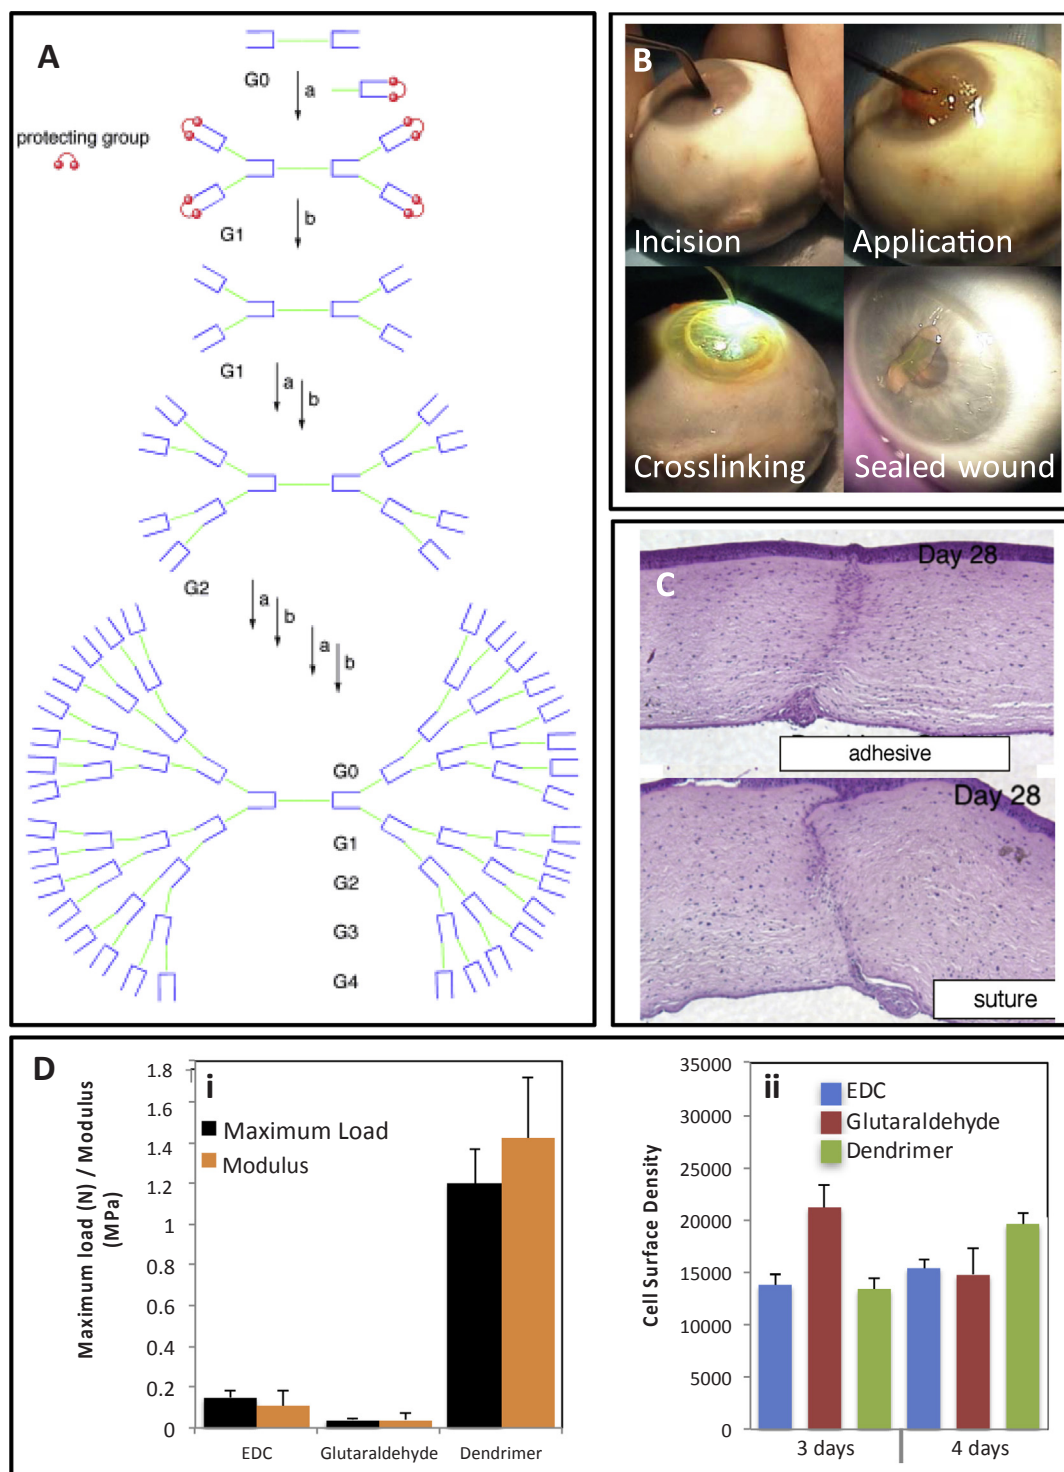 A
G0
a
protecting group
b
G1
G1
a
b
G2
a
b
a
b
G0
G1
G2
G3
G4
B
Incision
Application
Crosslinking
Sealed wound
C
Day 28
adhesive
Day 28
suture
D
i
Maximum load (N) / Modulus
(MPa)
1.8
1.6
1.4
1.2
1
0.8
0.6
0.4
0.2
0
Maximum Load
Modulus
EDC
Glutaraldehyde
Dendrimer
ii
Cell Surface Density
35000
30000
25000
20000
15000
10000
5000
0
EDC
Glutaraldehyde
Dendrimer
3 days
4 days